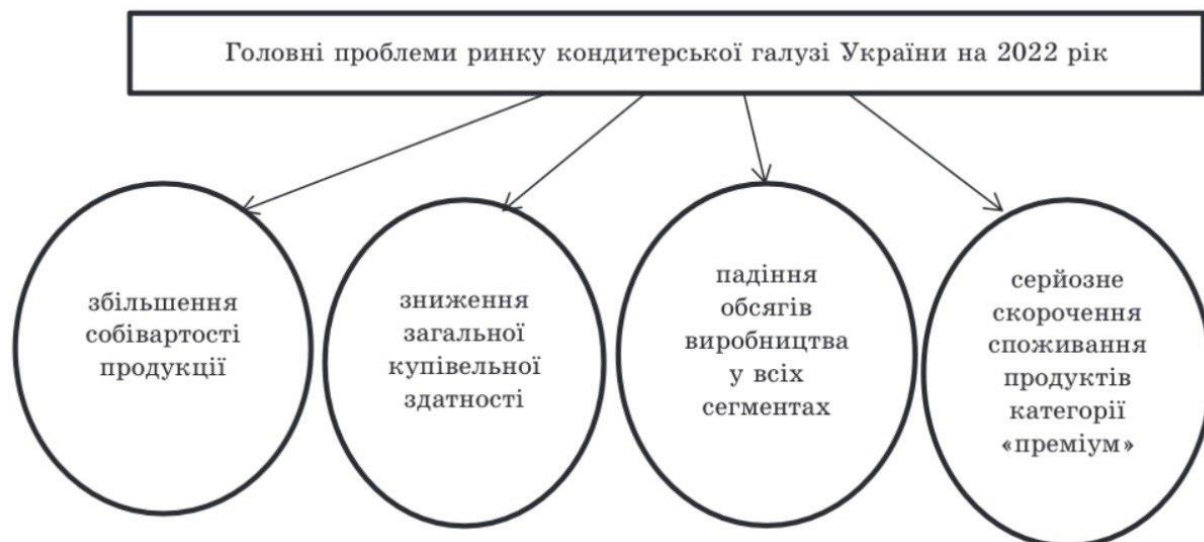 Головні проблеми ринку кондитерської галузі України на 2022 рік
збільшення
собівартості
продукції
зниження
загальної
купівельної
здатності
падіння
обсягів
виробництва
у всіх
сегментах
серйозне
скорочення
споживання
продуктів
категорії
«преміум»